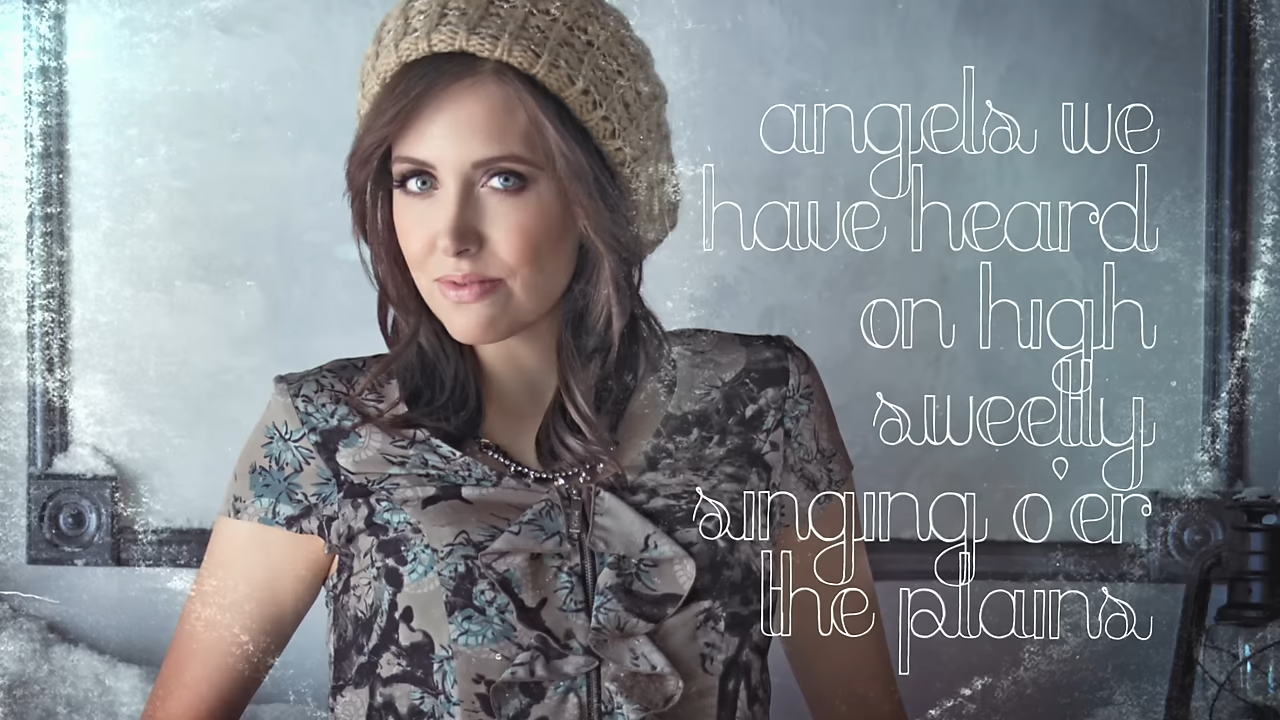 angels we
have heard
on high
sweetly
singing o'er
the plains